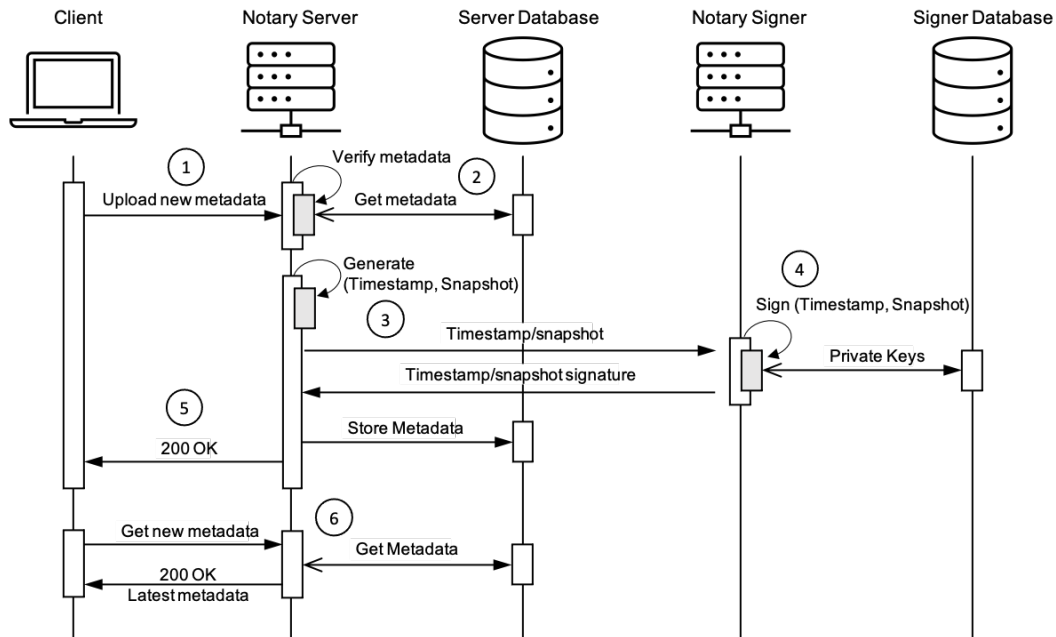 Client
Notary Server
Server Database
Notary Signer
Signer Database
1
Verify metadata
2
Upload new metadata
Get metadata
Generate
(Timestamp, Snapshot)
4
3
Sign (Timestamp, Snapshot)
Timestamp/snapshot
Private Keys
Timestamp/snapshot signature
5
Store Metadata
200 OK
6
Get new metadata
Get Metadata
200 OK
Latest metadata